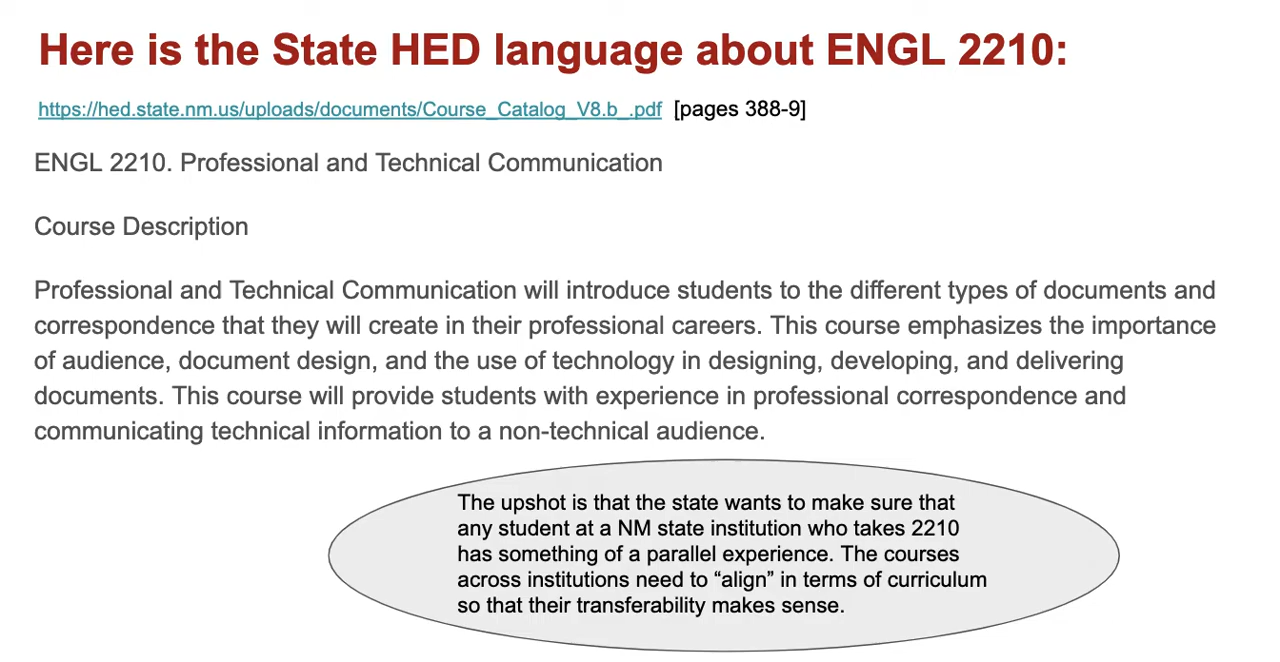 Here is the State HED language about ENGL 2210:
https://hed.state.nm.us/uploads/documents/Course_Catalog_V8.b_.pdf [pages 388-9]
ENGL 2210. Professional and Technical Communication
Course Description
Professional and Technical Communication will introduce students to the different types of documents and
correspondence that they will create in their professional careers. This course emphasizes the importance
of audience, document design, and the use of technology in designing, developing, and delivering
documents. This course will provide students with experience in professional correspondence and
communicating technical information to a non-technical audience.
The upshot is that the state wants to make sure that
any student at a NM state institution who takes 2210
has something of a parallel experience. The courses
across institutions need to “align” in terms of curriculum
so that their transferability makes sense.